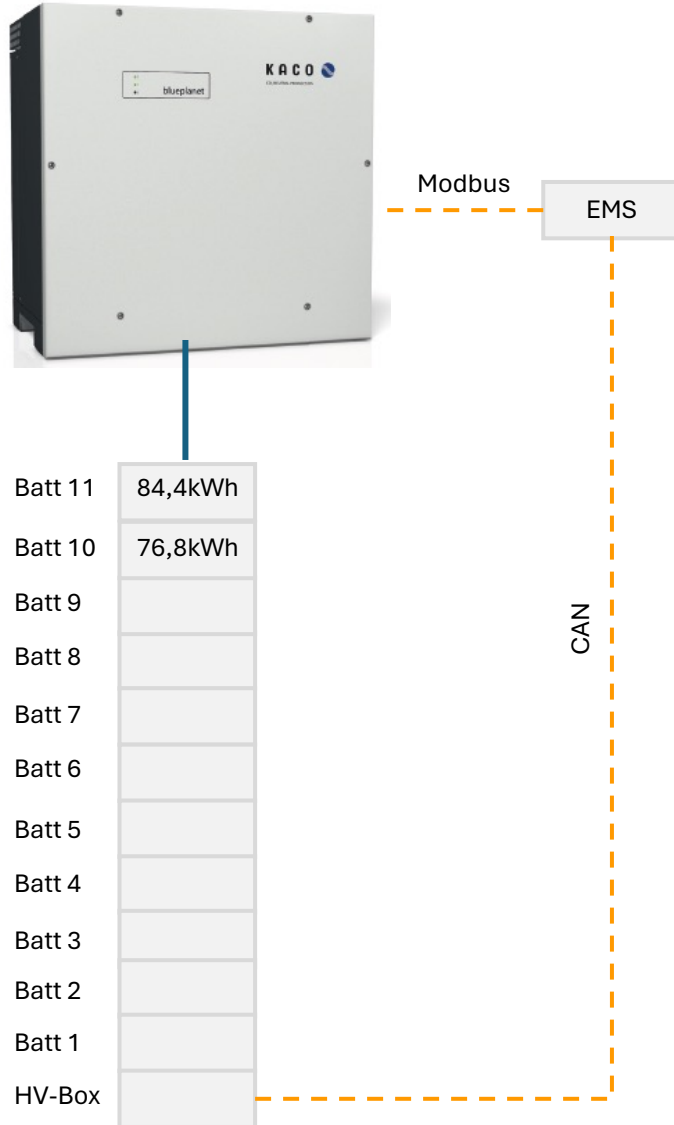 KACO
blueplanet
Modbus
EMS
Batt 11 84,4kWh
Batt 10 76,8kWh
Batt 9
Batt 8
Batt 7
CAN
Batt 6
Batt 5
Batt 4
Batt 3
Batt 2
Batt 1
HV-Box